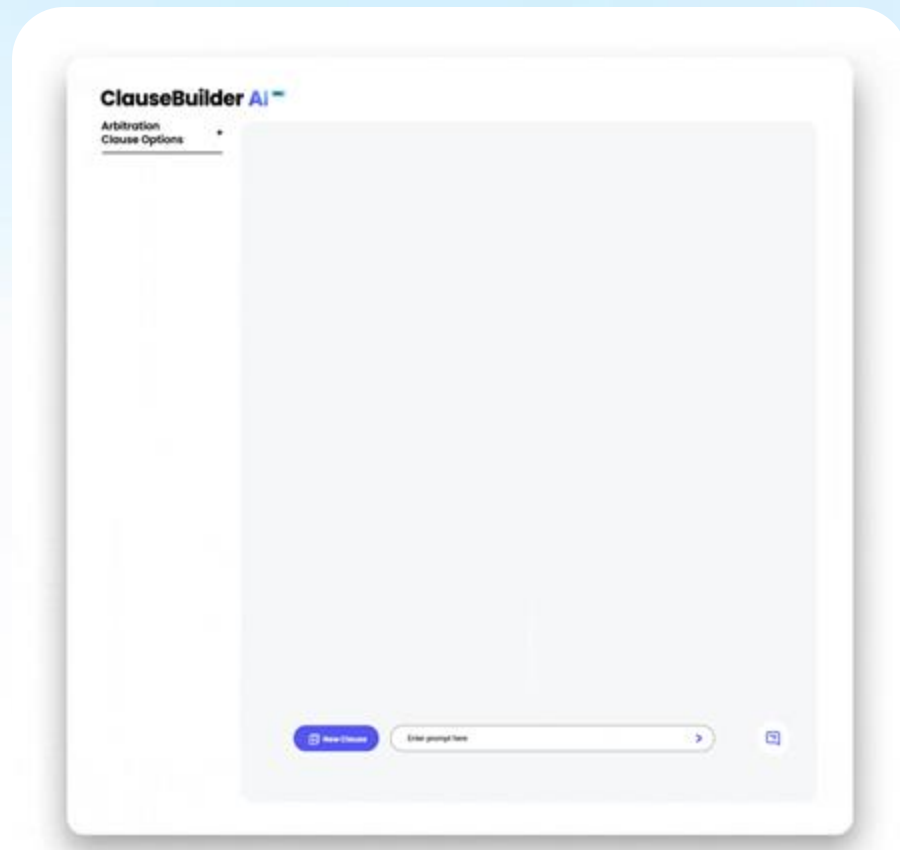 ClauseBuilder AI
Arbitration
Clause Options
New Clause
Enter prompt here